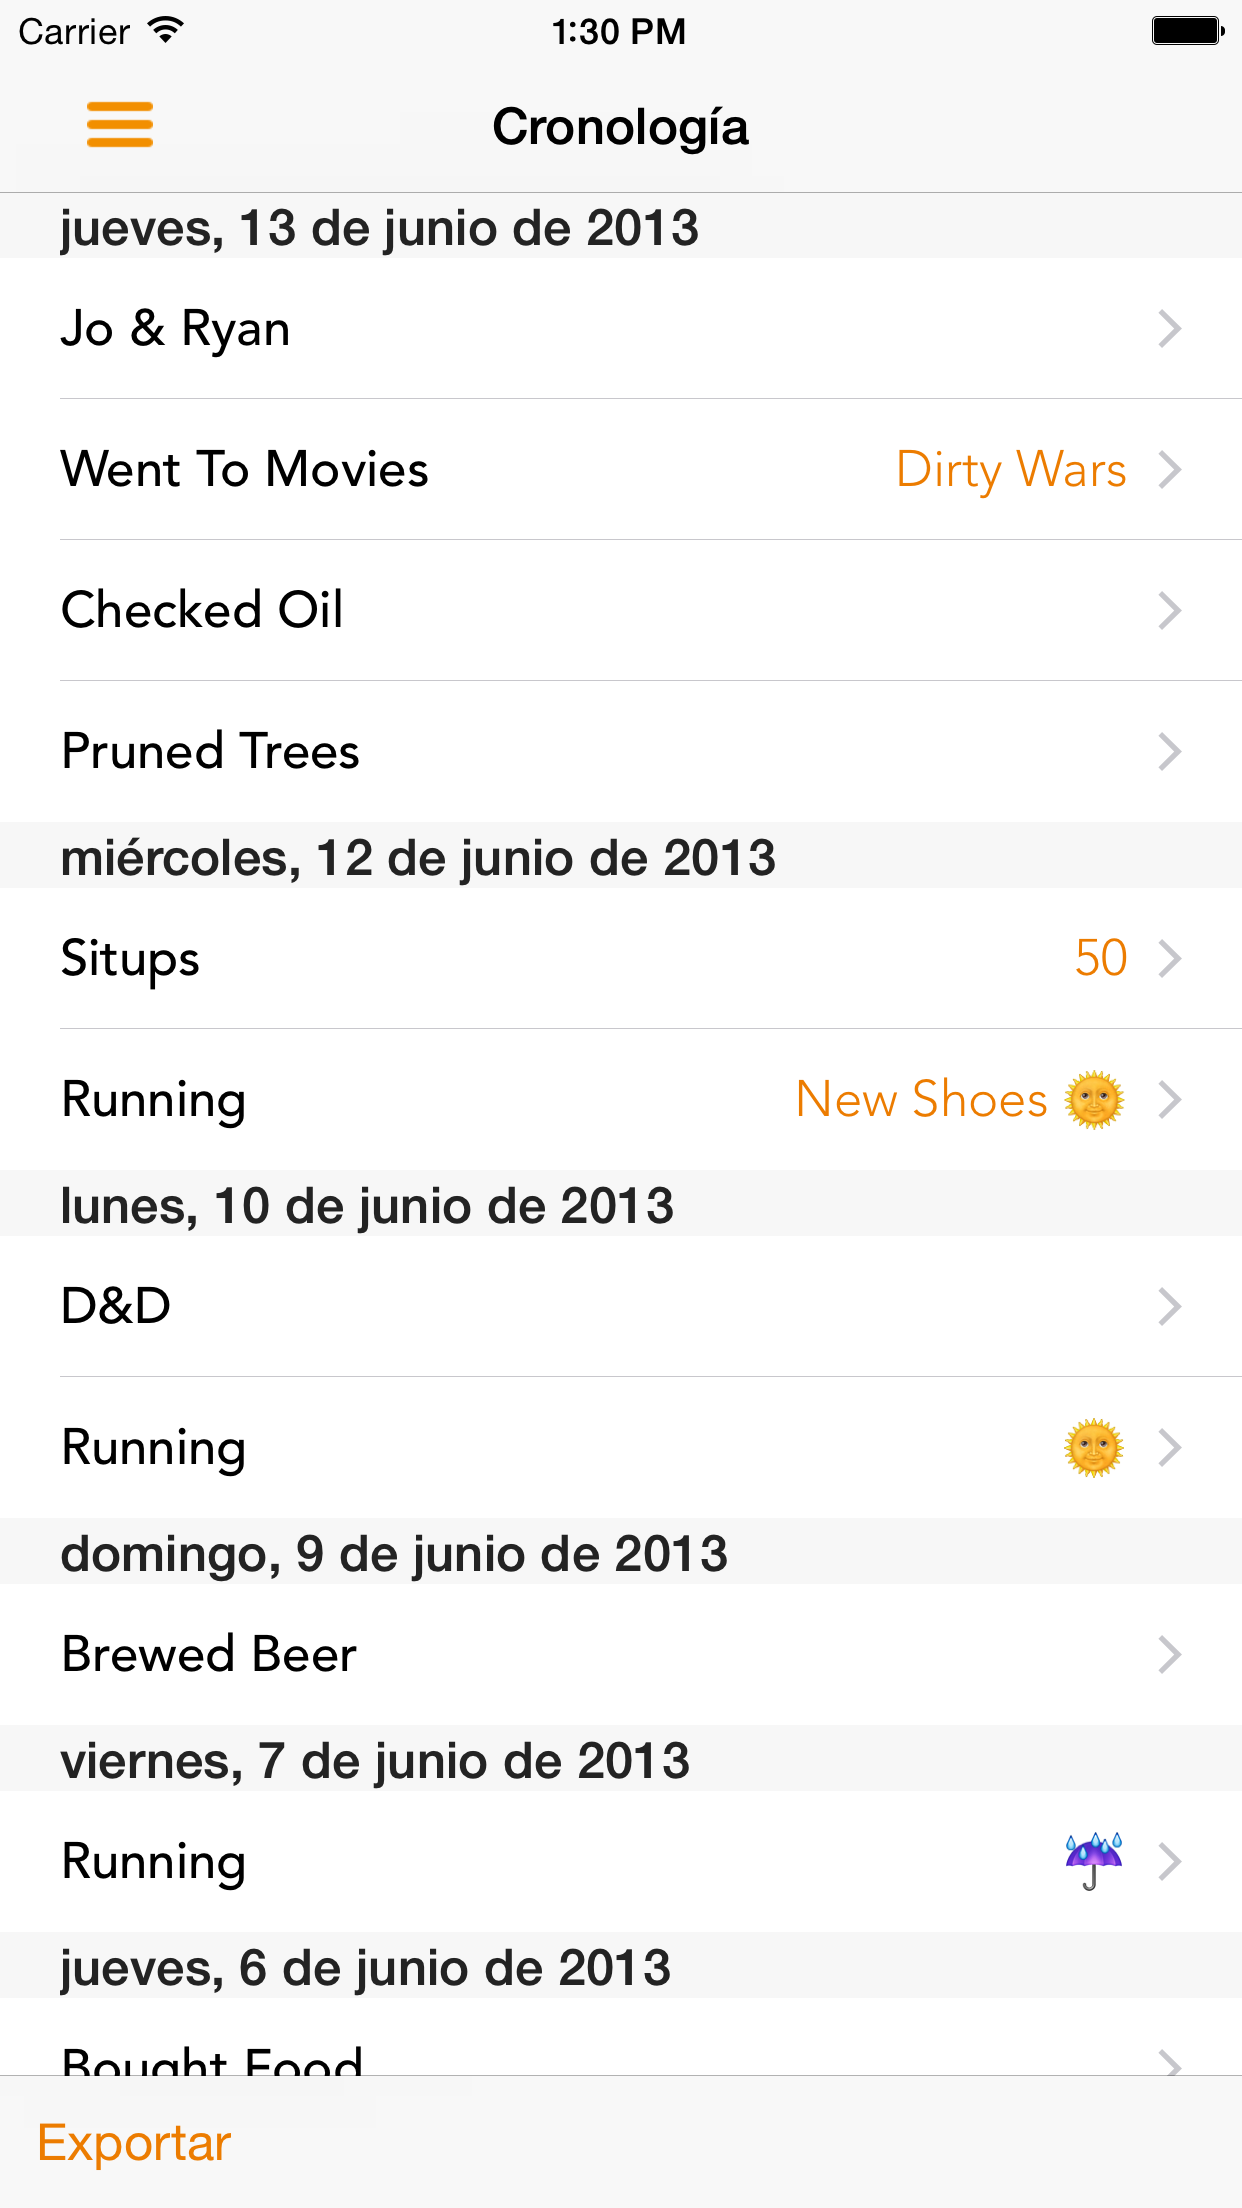 Carrier 1:30 PM
Cronología
jueves, 13 de junio de 2013
Jo & Ryan
Went To Movies Dirty Wars
Checked Oil
Pruned Trees
miércoles, 12 de junio de 2013
Situps 50
Running New Shoes 🌞
lunes, 10 de junio de 2013
D&D
Running 🌞
domingo, 9 de junio de 2013
Brewed Beer
viernes, 7 de junio de 2013
Running ☔
jueves, 6 de junio de 2013
Bought Food
Exportar